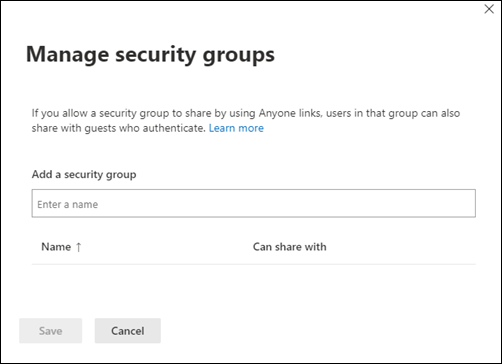 Manage security groups
If you allow a security group to share by using Anyone links, users in that group can also
share with guests who authenticate. Learn more
Add a security group
Enter a name
Name ↑ Can share with
Save Cancel